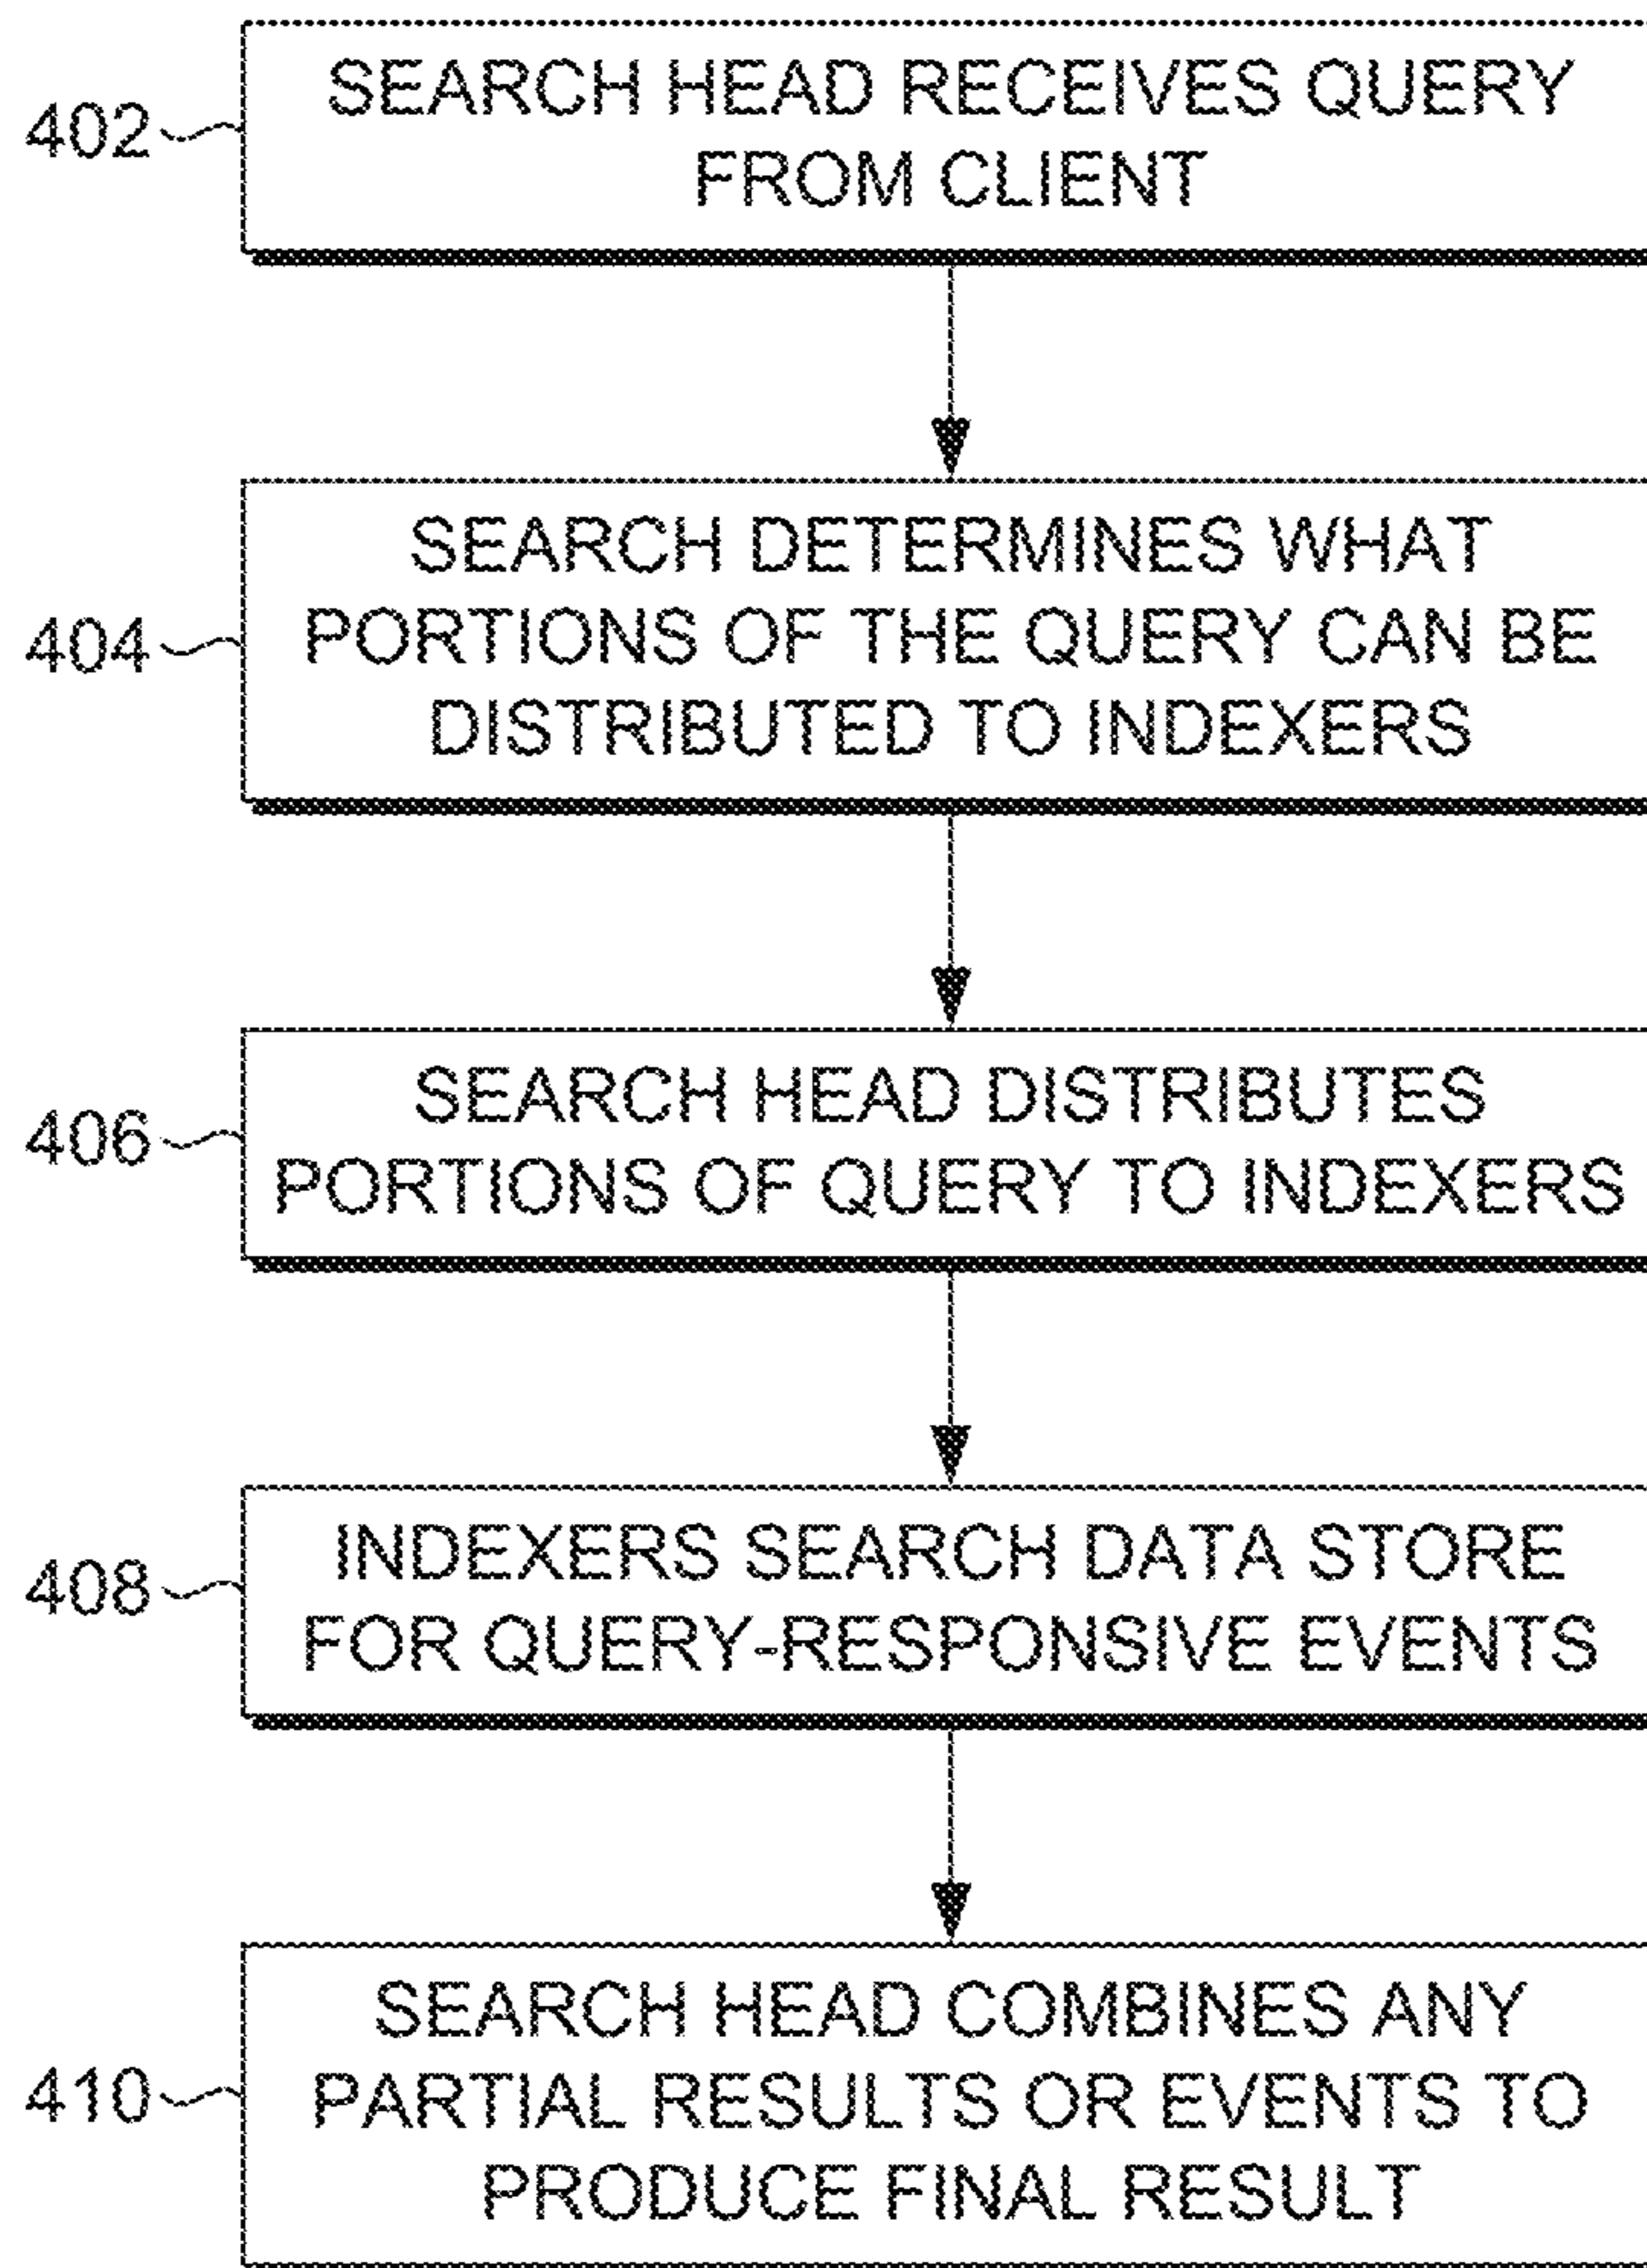 SEARCH HEAD RECEIVES QUERY
402
FROM CLIENT
SEARCH DETERMINES WHAT
404
PORTIONS OF THE QUERY CAN BE
DISTRIBUTED TO INDEXERS
SEARCH HEAD DISTRIBUTES
406
PORTIONS OF QUERY TO INDEXERS
INDEXERS SEARCH DATA STORE
408
FOR QUERY-RESPONSIVE EVENTS
SEARCH HEAD COMBINES ANY
410
PARTIAL RESULTS OR EVENTS TO
PRODUCE FINAL RESULT